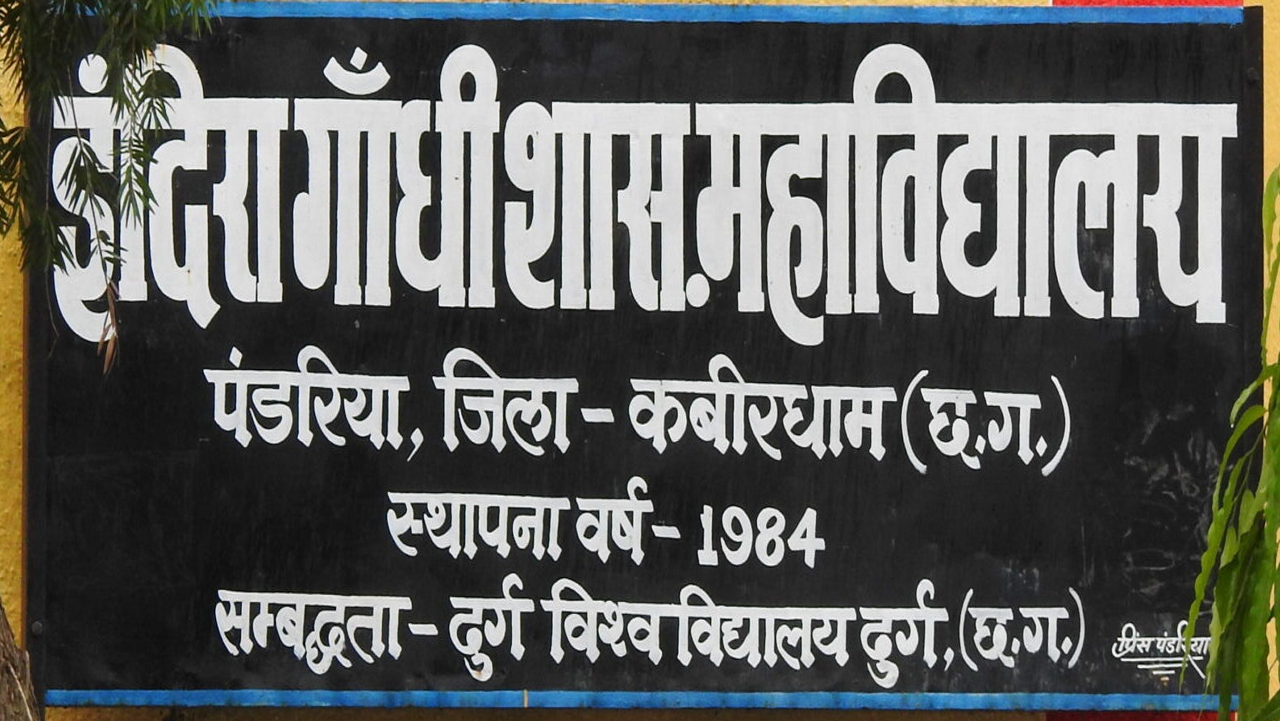 इंदिरा गाँधी शास. महाविद्यालय
पंडरिया, जिला - कबीरधाम (छ.ग.)
स्थापना वर्ष - 1984
सम्बद्धता - दुर्ग विश्व विद्यालय दुर्ग, (छ.ग.)
प्रिंस पंडरिया